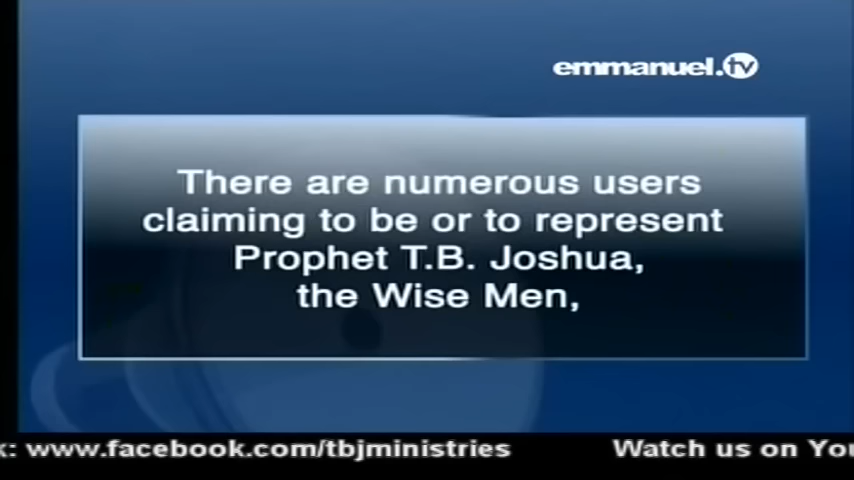 emmanuel.tv
There are numerous users
claiming to be or to represent
Prophet T.B. Joshua,
the Wise Men,
: www.facebook.com/tbjministries Watch us on